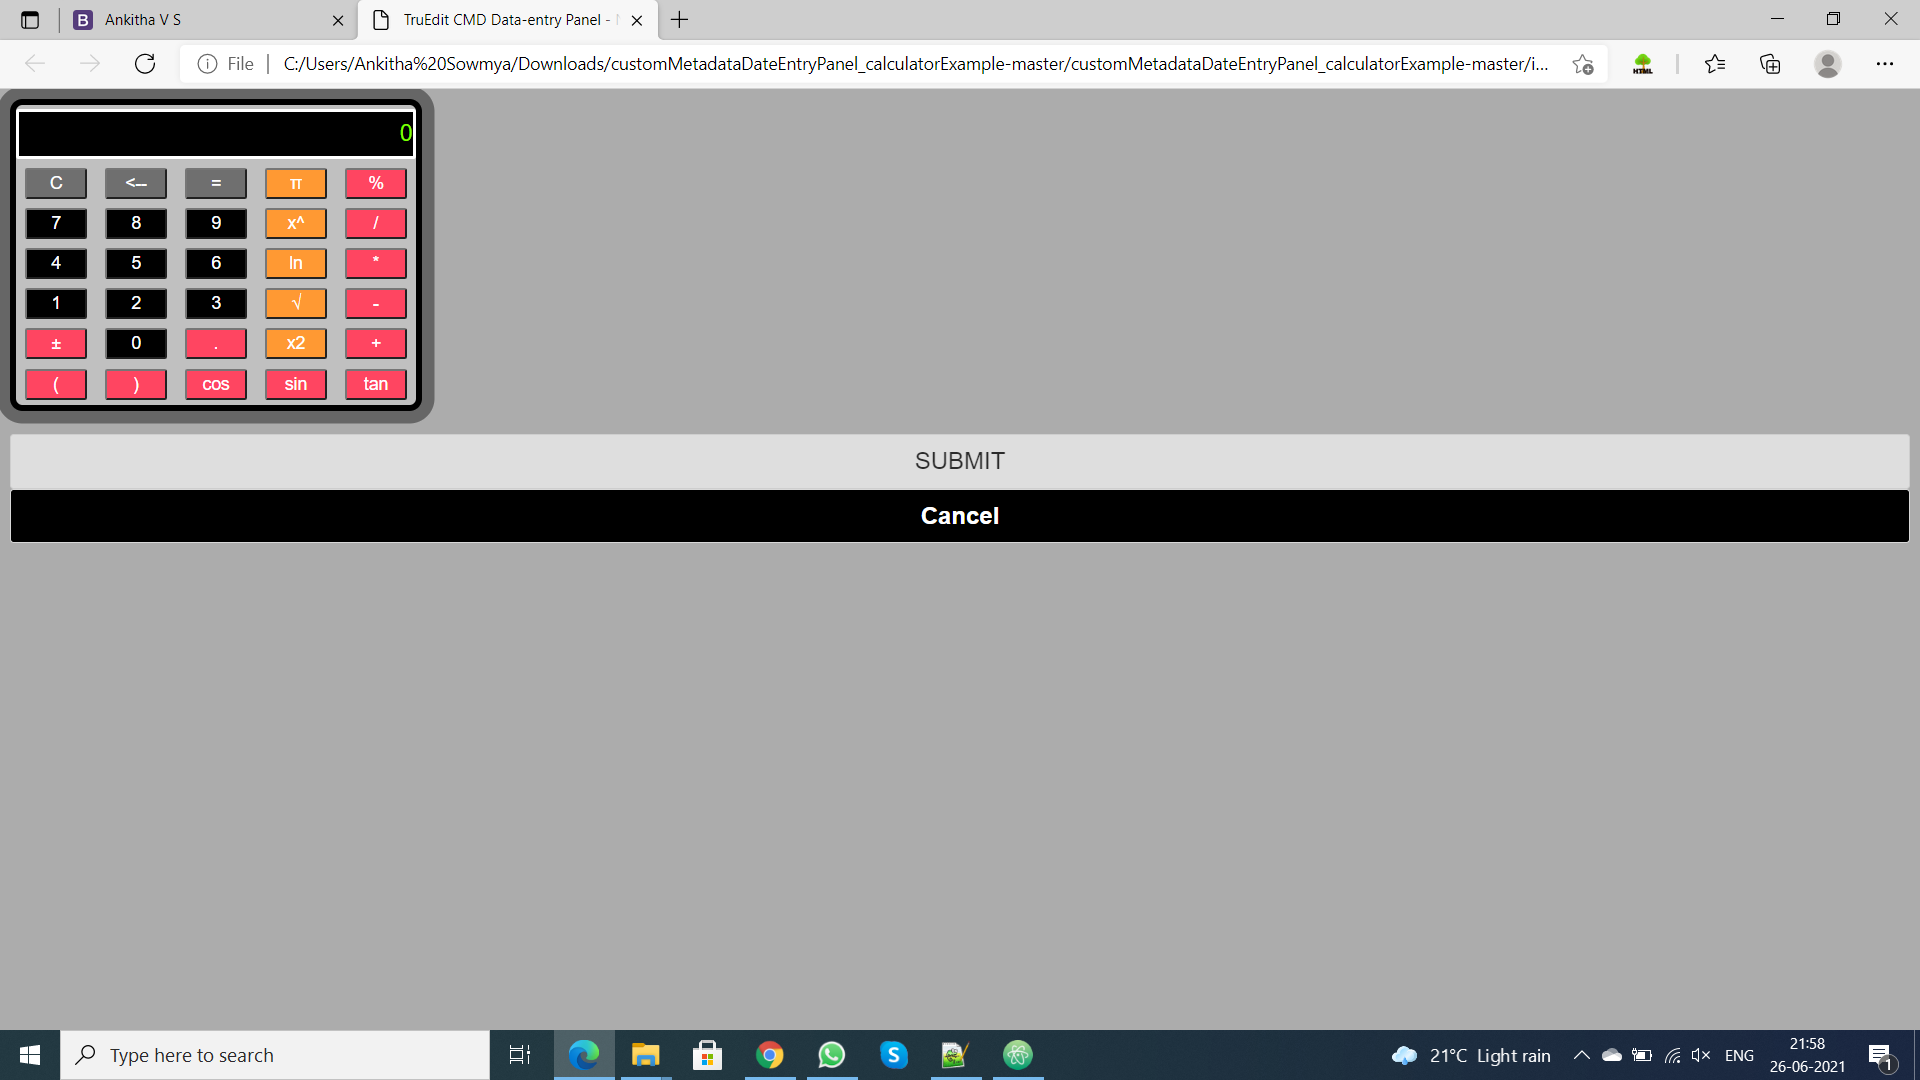 B Ankitha V S
TruEdit CMD Data-entry Panel -
File C:/Users/Ankitha%20Sowmya/Downloads/customMetadataDateEntryPanel_calculatorExample-master/customMetadataDateEntryPanel_calculatorExample-master/i...
HTML
0
C <-- = π %
7 8 9 x^ /
4 5 6 ln *
1 2 3 √ -
± 0 . x2 +
( ) cos sin tan
SUBMIT
Cancel
Type here to search
S
21°C Light rain
ENG
21:58
26-06-2021
1